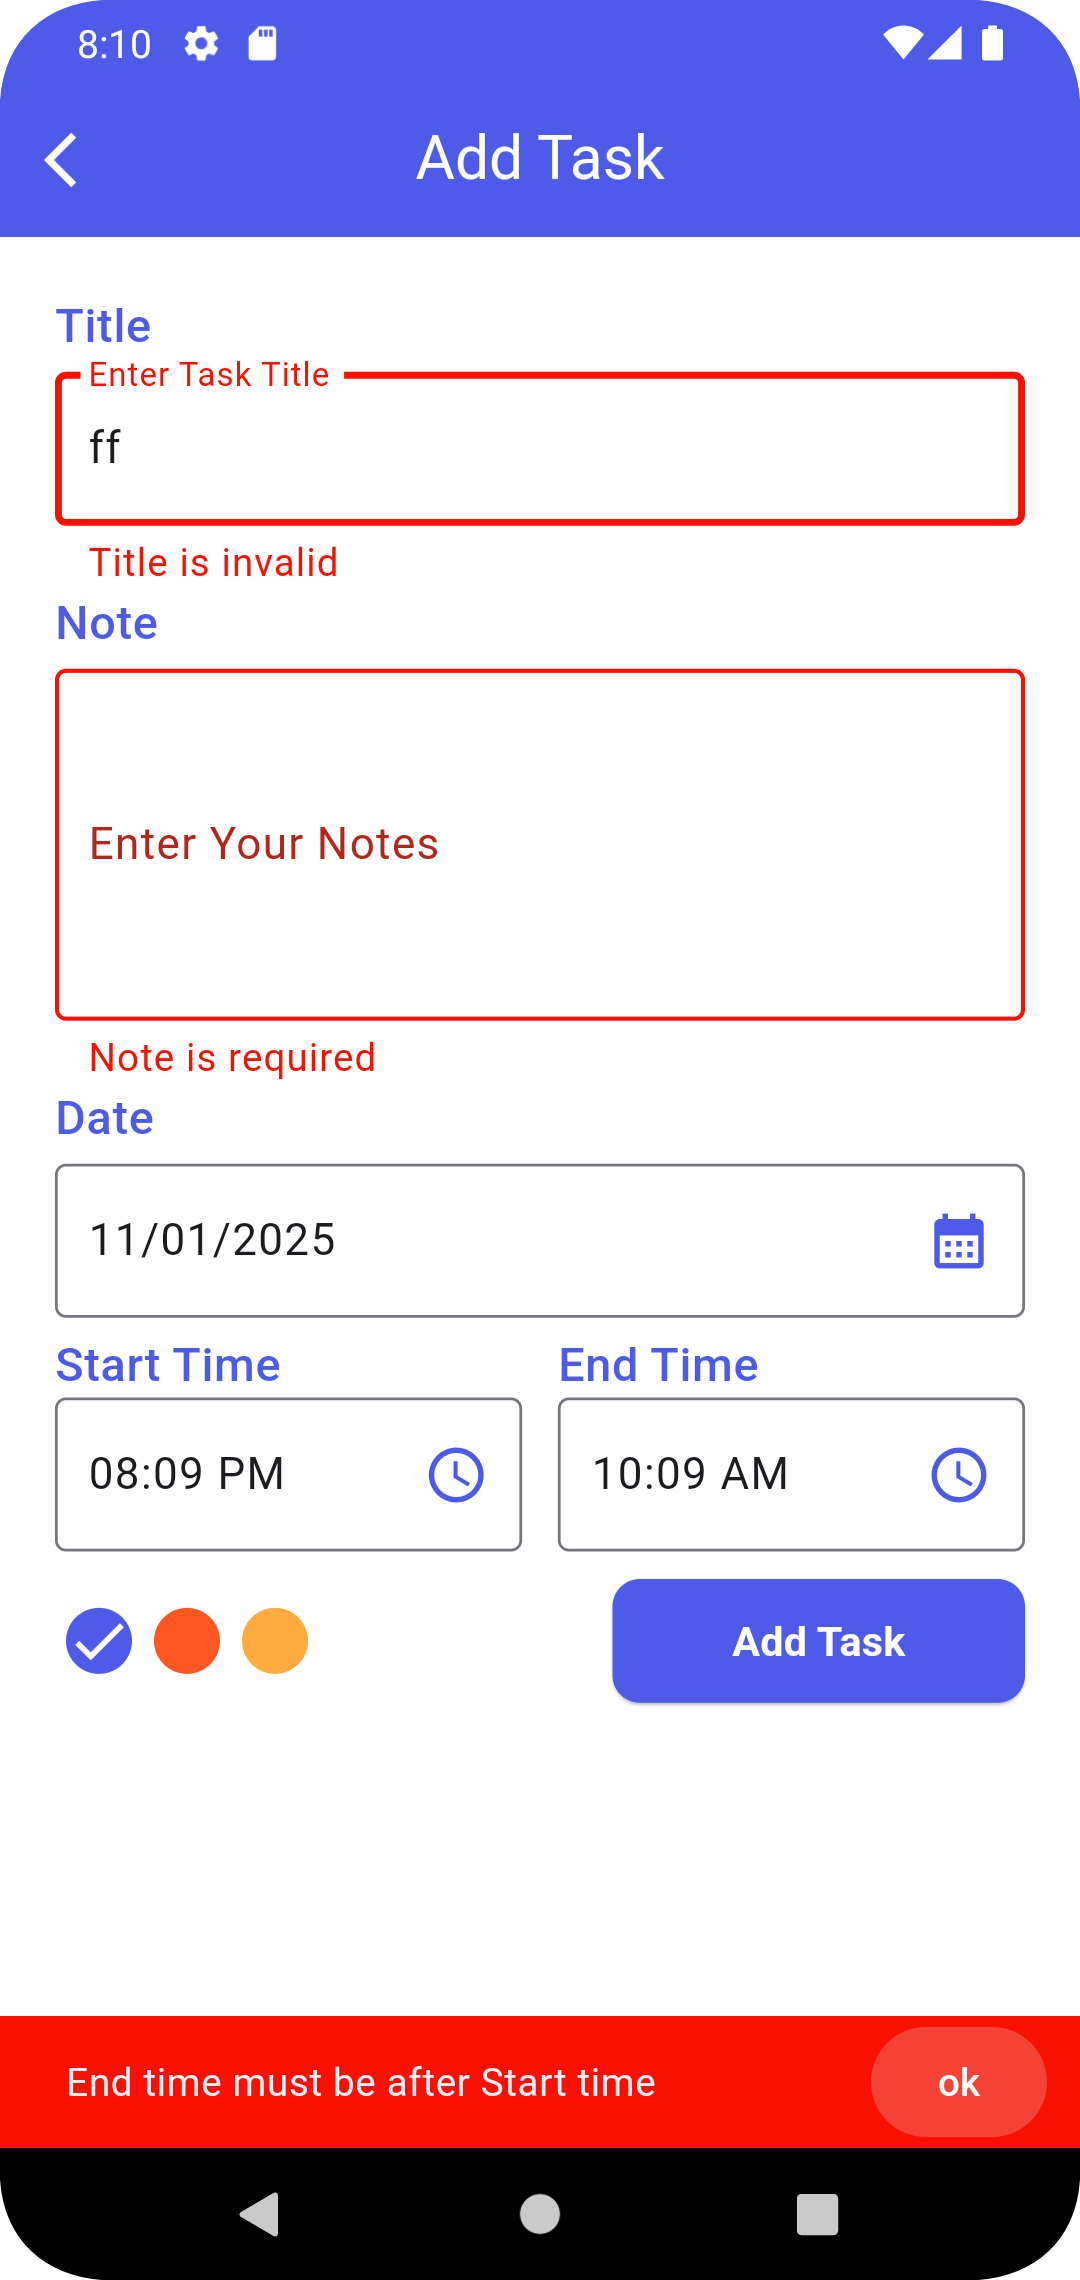 8:10
Add Task
Title
Enter Task Title
ff
Title is invalid
Note
Enter Your Notes
Note is required
Date
11/01/2025
Start Time End Time
08:09 PM 10:09 AM
Add Task
End time must be after Start time ok